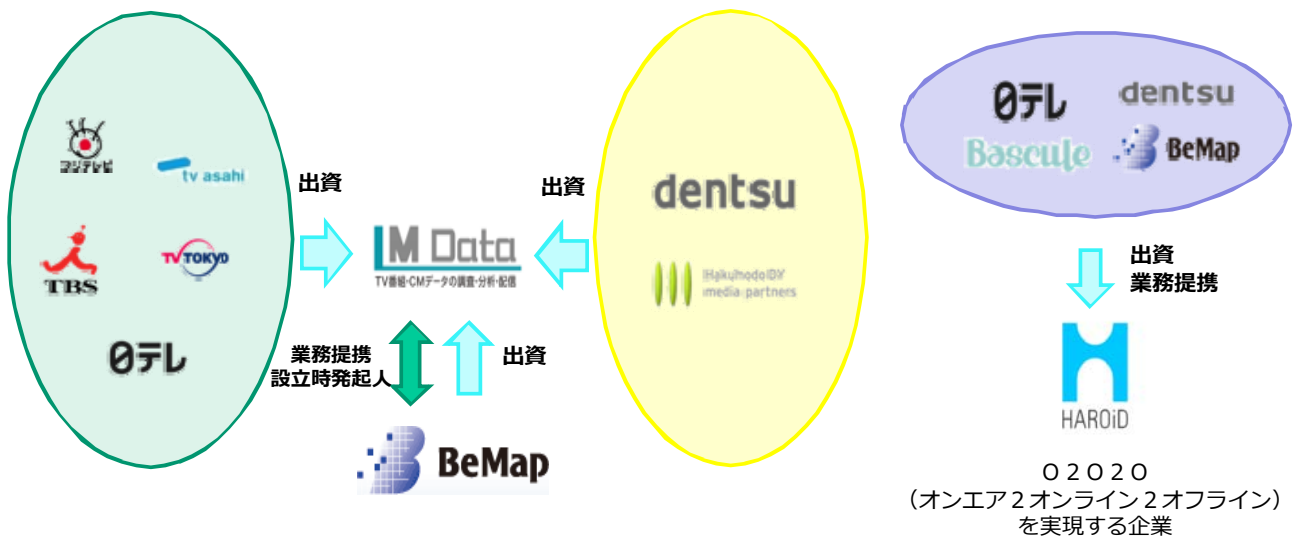 フジテレビ
tv asahi
TBS
TV TOKYO
日テレ
出資
LM Data
TV番組・CMデータの調査・分析・配信
出資
dentsu
HakuhodoDY
media partners
業務提携
設立時発起人
出資
BeMap
日テレ
dentsu
Bascule
BeMap
出資
業務提携
HAROiD
O2O2O
（オンエア2オンライン2オフライン）
を実現する企業